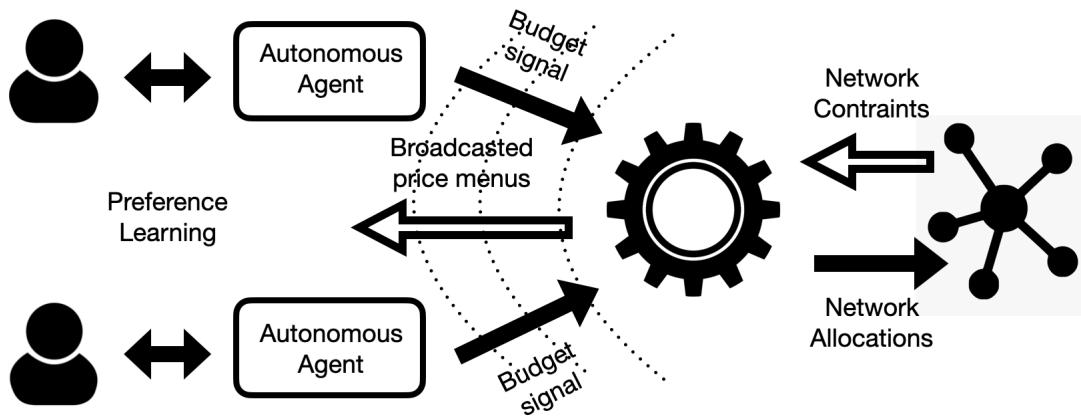 Autonomous
Agent
Budget
signal
Network
Contraints
Broadcasted
price menus
Preference
Learning
Autonomous
Agent
Budget
signal
Network
Allocations